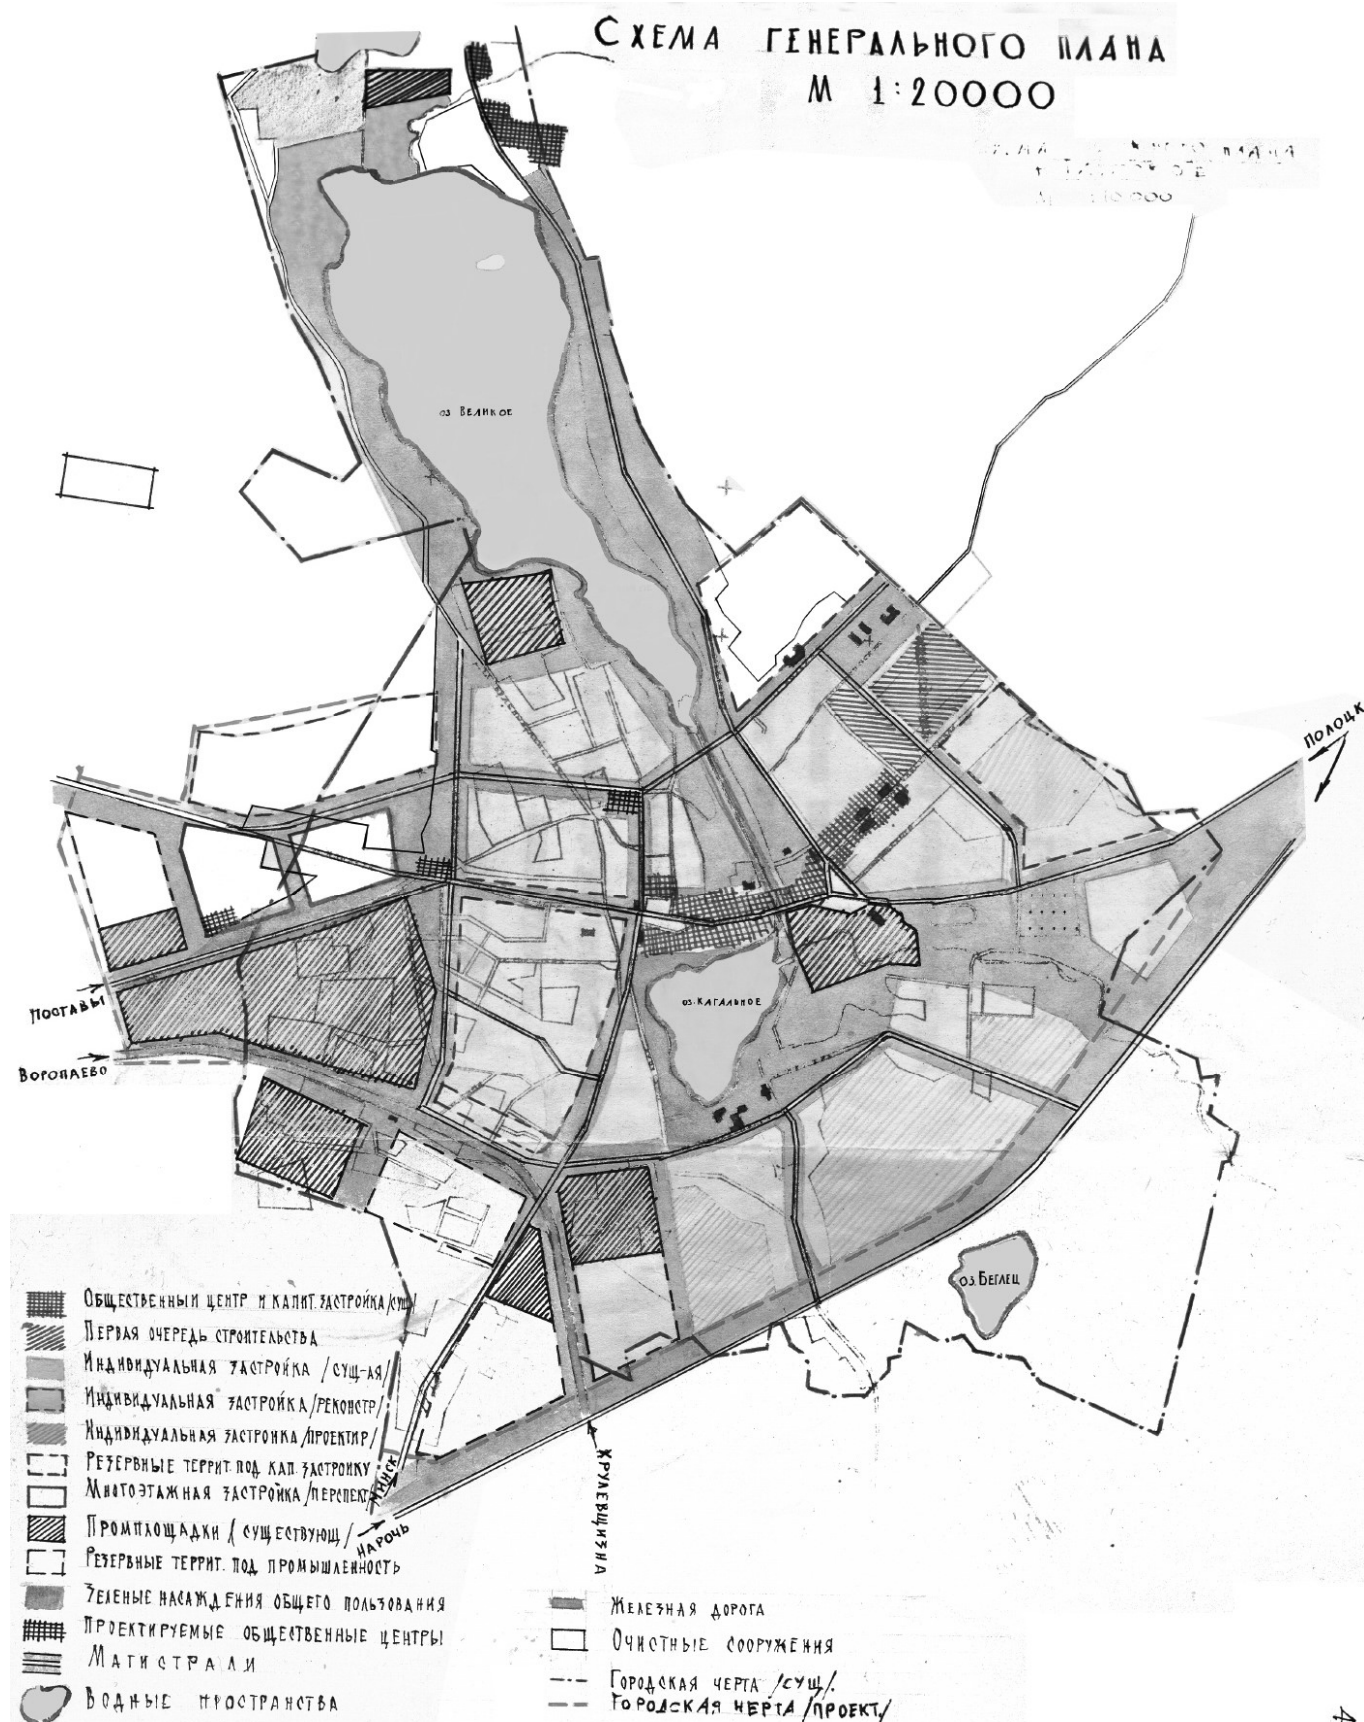 Схема генерального плана
М 1:20000
плана
оз Великое
Полоцк
Поставы
оз. Кагальное
Воропаево
оз. Беглец
Общественный центр и капит. застройка /сущ/
Первая очередь строительства
Индивидуальная застройка /сущ-ая/
Индивидуальная застройка /реконстр/
Индивидуальная застройка /проектир/
Резервные террит. под кап. застройку
Многоэтажная застройка /перспект/
Промплощадки /существующ/
Резервные террит. под промышленность
Зеленые насаждения общего пользования
Проектируемые общественные центры
Магистрали
Водные пространства
Минск
Нарочь
Крулевщизна
Железная дорога
Очистные сооружения
Городская черта /сущ/.
Городская черта /проект/
4